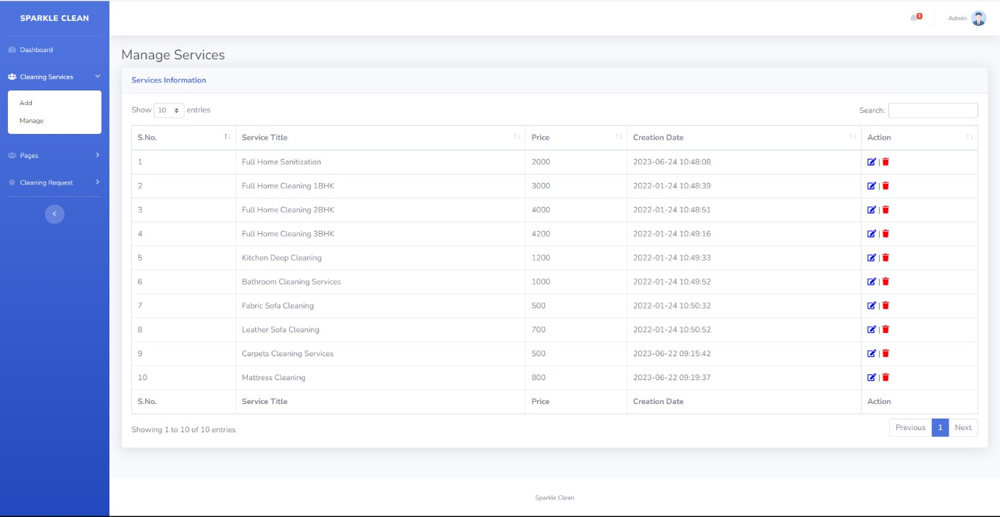 SPARKLE CLEAN
2
Admin
Dashboard
Cleaning Services
Add
Manage
Pages
Cleaning Request
Manage Services
Services Information
Show 10 entries
Search:
S.No. Service Title Price Creation Date Action
1 Full Home Sanitization 2000 2023-06-24 10:48:08 |
2 Full Home Cleaning 1BHK 3000 2022-01-24 10:48:39 |
3 Full Home Cleaning 2BHK 4000 2022-01-24 10:48:51 |
4 Full Home Cleaning 3BHK 4200 2022-01-24 10:49:16 |
5 Kitchen Deep Cleaning 1200 2022-01-24 10:49:33 |
6 Bathroom Cleaning Services 1000 2022-01-24 10:49:52 |
7 Fabric Sofa Cleaning 500 2022-01-24 10:50:32 |
8 Leather Sofa Cleaning 700 2022-01-24 10:50:52 |
9 Carpets Cleaning Services 500 2023-06-22 09:15:42 |
10 Mattress Cleaning 800 2023-06-22 09:19:37 |
S.No. Service Title Price Creation Date Action
Showing 1 to 10 of 10 entries
Previous 1 Next
Sparkle Clean